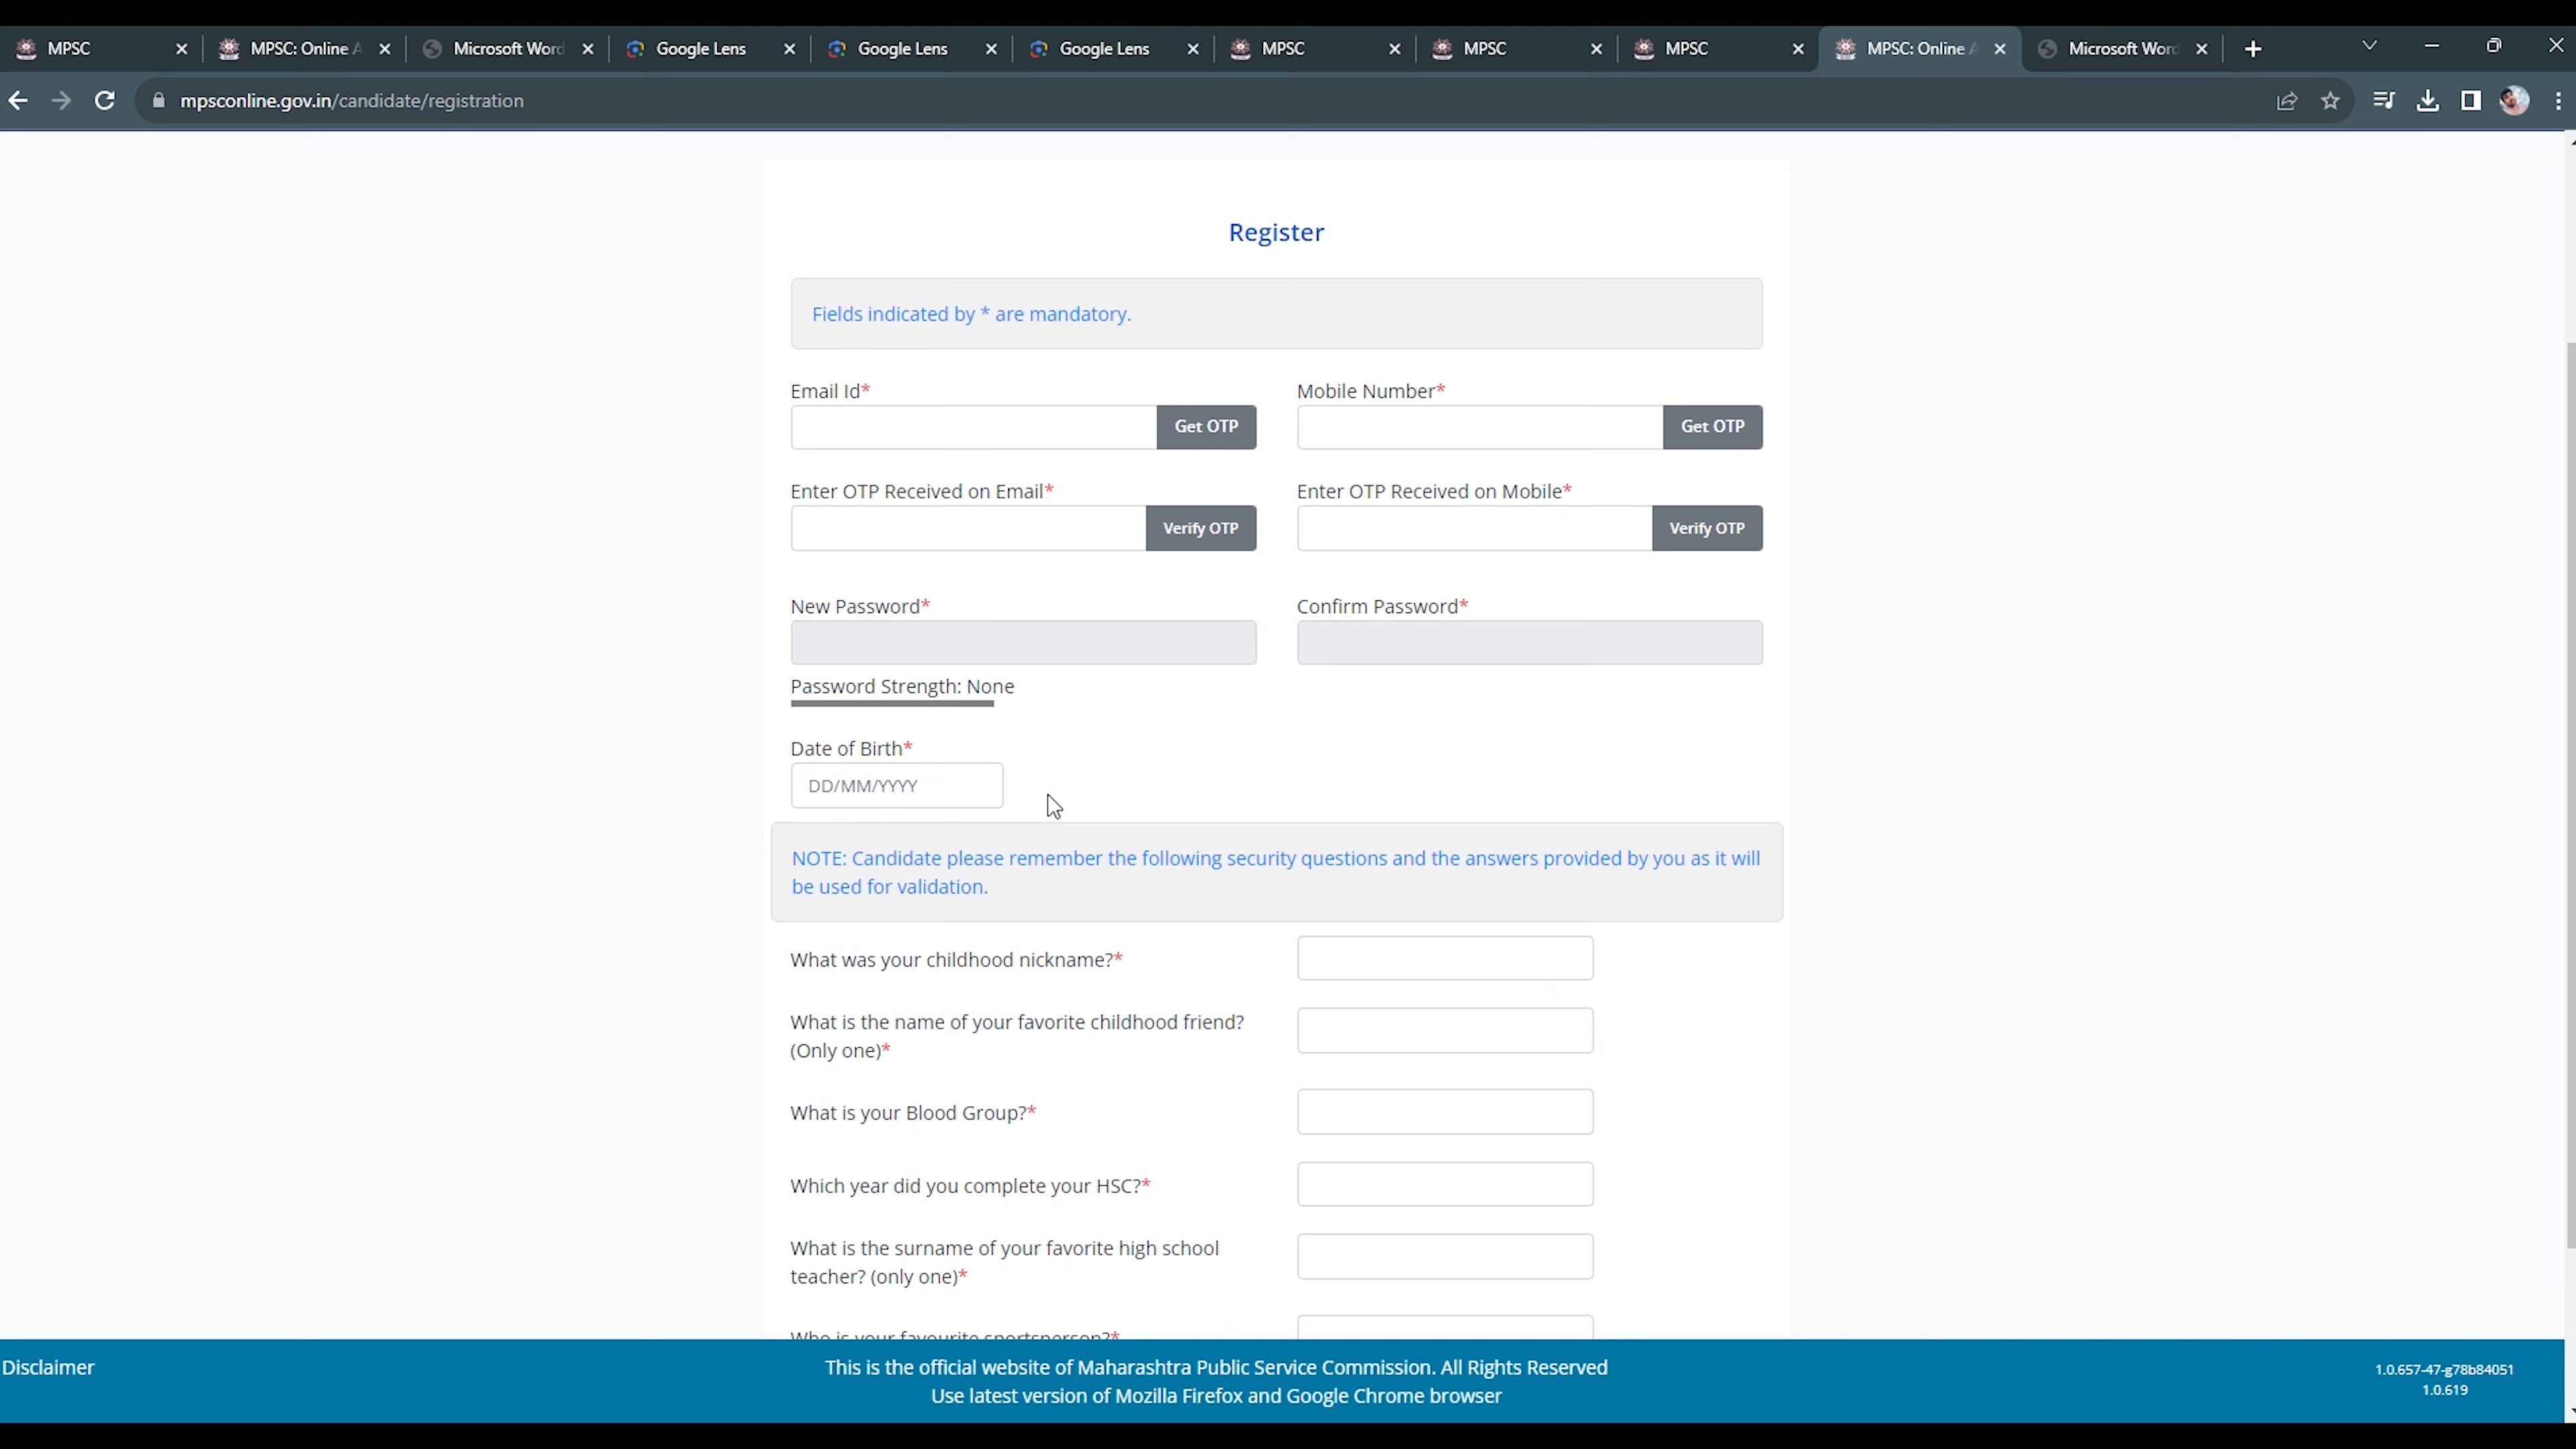 MPSC
MPSC: Online A
Microsoft Word
Google Lens
Google Lens
Google Lens
MPSC
MPSC
MPSC
MPSC: Online A
Microsoft Word
mpsconline.gov.in/candidate/registration
Register
Fields indicated by * are mandatory.
Email Id*
Mobile Number*
Get OTP
Get OTP
Enter OTP Received on Email*
Enter OTP Received on Mobile*
Verify OTP
Verify OTP
New Password*
Confirm Password*
Password Strength: None
Date of Birth*
DD/MM/YYYY
NOTE: Candidate please remember the following security questions and the answers provided by you as it will
be used for validation.
What was your childhood nickname?*
What is the name of your favorite childhood friend?
(Only one)*
What is your Blood Group?*
Which year did you complete your HSC?*
What is the surname of your favorite high school
teacher? (only one)*
Who is your favourite sportsperson?*
Disclaimer
This is the official website of Maharashtra Public Service Commission. All Rights Reserved
Use latest version of Mozilla Firefox and Google Chrome browser
1.0.657-47-g78b84051
1.0.619